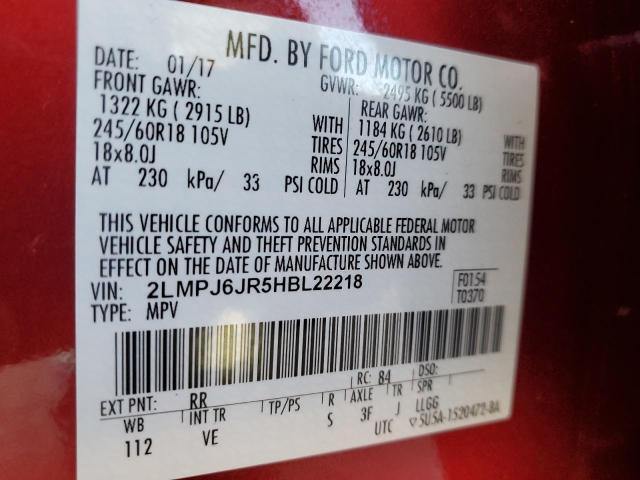 MFD. BY FORD MOTOR CO.
DATE: 01/17 GVWR: 2495 KG ( 5500 LB)
FRONT GAWR: REAR GAWR:
1322 KG ( 2915 LB) WITH 1184 KG ( 2610 LB) WITH
245/60R18 105V TIRES 245/60R18 105V TIRES
18x8.0J RIMS 18x8.0J RIMS
AT 230 kPa/ 33 PSI COLD AT 230 kPa/ 33 PSI COLD
THIS VEHICLE CONFORMS TO ALL APPLICABLE FEDERAL MOTOR
VEHICLE SAFETY AND THEFT PREVENTION STANDARDS IN
EFFECT ON THE DATE OF MANUFACTURE SHOWN ABOVE.
VIN: 2LMPJ6JR5HBL22218 F0154
TYPE: MPV T0370
EXT PNT: RR RC: 84 DSO:
WB INT TR TP/PS R AXLE TR SPR
112 VE S 3F J LLGG
UTC ▽5U5A-1520472-BA